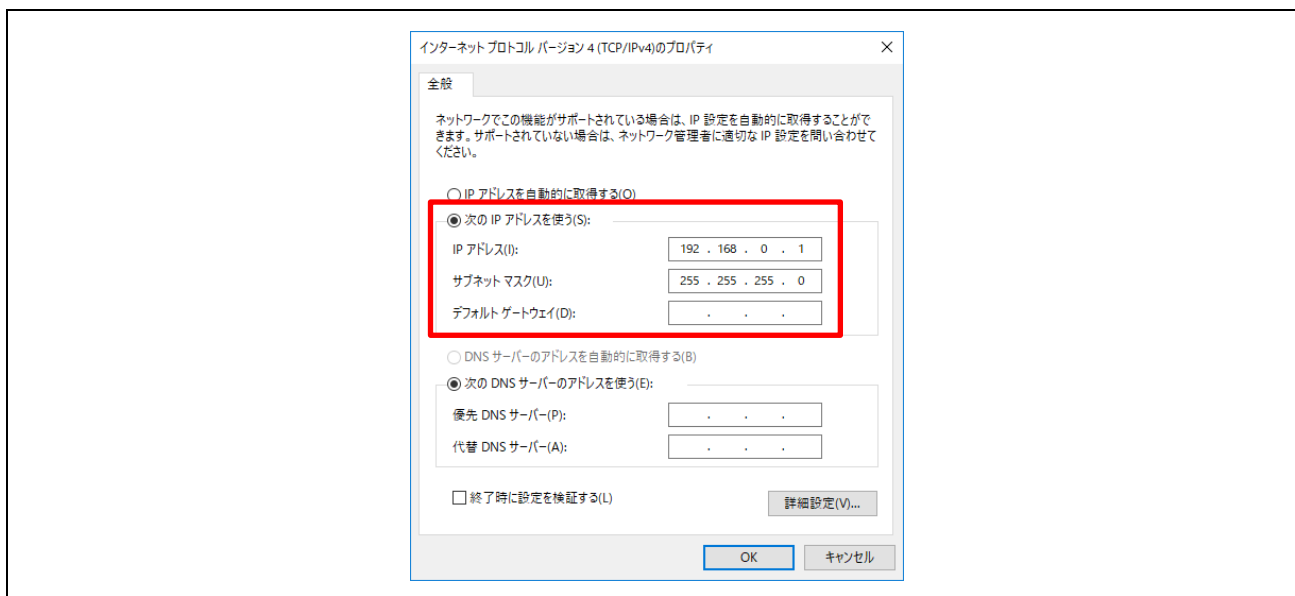 インターネット プロトコル バージョン 4 (TCP/IPv4)のプロパティ
全般
ネットワークでこの機能がサポートされている場合は、IP 設定を自動的に取得することがで
きます。サポートされていない場合は、ネットワーク管理者に適切な IP 設定を問い合わせて
ください。
IP アドレスを自動的に取得する(O)
次の IP アドレスを使う(S):
IP アドレス(I): 192 . 168 . 0 . 1
サブネット マスク(U): 255 . 255 . 255 . 0
デフォルト ゲートウェイ(D): . . .
DNS サーバーのアドレスを自動的に取得する(B)
次の DNS サーバーのアドレスを使う(E):
優先 DNS サーバー(P): . . .
代替 DNS サーバー(A): . . .
終了時に設定を検証する(L)
詳細設定(V)...
OK キャンセル